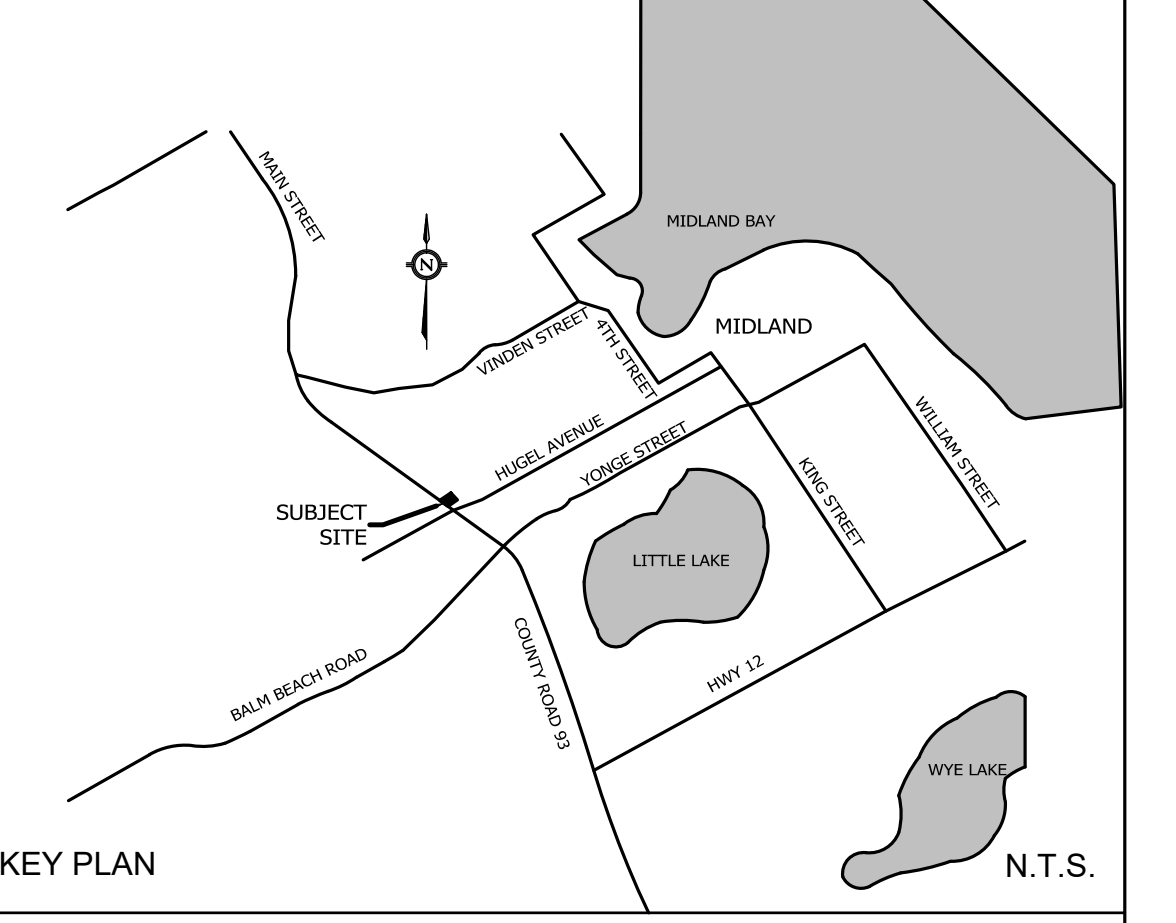 MAIN STREET
MIDLAND BAY
N
MIDLAND
VINDEN STREET
4TH STREET
HUGEL AVENUE
YONGE STREET
WILLIAM STREET
KING STREET
SUBJECT
SITE
LITTLE LAKE
COUNTY ROAD 93
BALM BEACH ROAD
HWY 12
WYE LAKE
KEY PLAN
N.T.S.